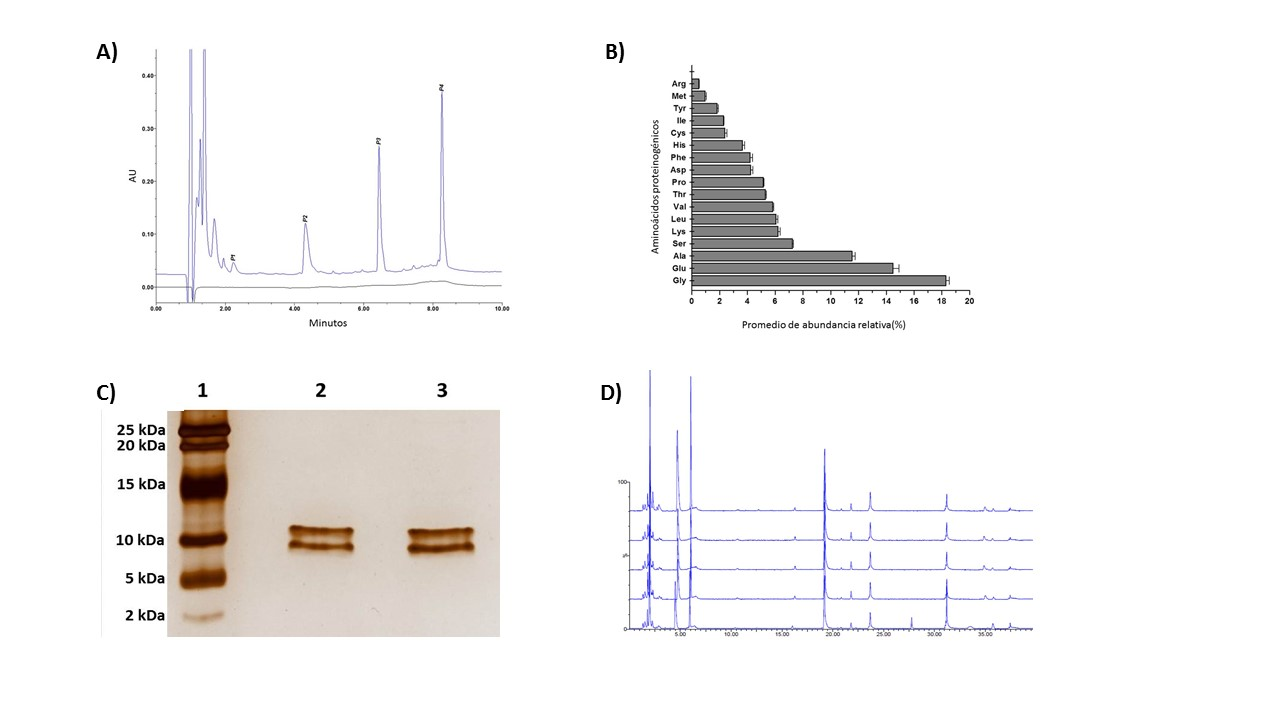 A)
0.40
0.30
0.20
0.10
0.00
AU
P1
P2
P3
P4
0.00 2.00 4.00 6.00 8.00 10.00
Minutos
B)
Aminoácidos proteinogénicos
Arg
Met
Tyr
Ile
Cys
His
Phe
Asp
Pro
Thr
Val
Leu
Lys
Ser
Ala
Glu
Gly
0 2 4 6 8 10 12 14 16 18 20
Promedio de abundancia relativa(%)
C) 1 2 3
25 kDa
20 kDa
15 kDa
10 kDa
5 kDa
2 kDa
D)
100
0
5.00 10.00 15.00 20.00 25.00 30.00 35.00